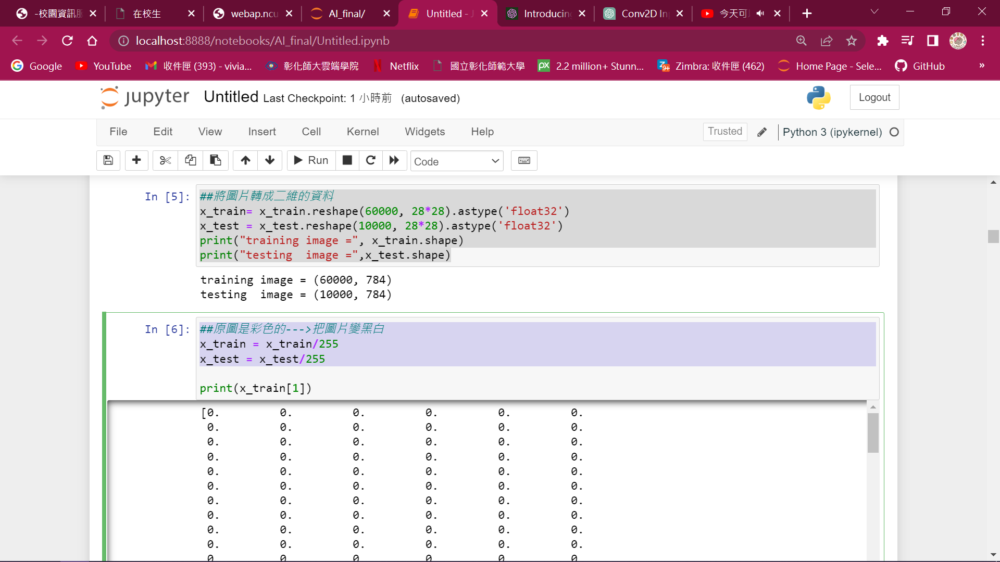 -校園資訊服
在校生
webap.ncu
AI_final/
Untitled - J
Introducing
Conv2D In
今天可
localhost:8888/notebooks/AI_final/Untitled.ipynb
Google
YouTube
收件匣 (393) - vivia...
彰化師大雲端學院
Netflix
國立彰化師範大學
2.2 million+ Stunn...
Zimbra: 收件匣 (462)
Home Page - Sele...
GitHub
»
jupyter Untitled Last Checkpoint: 1 小時前 (autosaved)
Logout
File Edit View Insert Cell Kernel Widgets Help
Trusted
Python 3 (ipykernel)
Run
Code
In [5]:
##將圖片轉成二維的資料
x_train= x_train.reshape(60000, 28*28).astype('float32')
x_test = x_test.reshape(10000, 28*28).astype('float32')
print("training image =", x_train.shape)
print("testing  image =",x_test.shape)
training image = (60000, 784)
testing  image = (10000, 784)
In [6]:
##原圖是彩色的--->把圖片變黑白
x_train = x_train/255
x_test = x_test/255
print(x_train[1])
[0. 0. 0. 0. 0. 0.
0. 0. 0. 0. 0. 0.
0. 0. 0. 0. 0. 0.
0. 0. 0. 0. 0. 0.
0. 0. 0. 0. 0. 0.
0. 0. 0. 0. 0. 0.
0. 0. 0. 0. 0. 0.
0. 0. 0. 0. 0. 0.
0. 0. 0. 0. 0. 0.
0. 0. 0. 0. 0. 0.
0. 0. 0. 0. 0. 0.